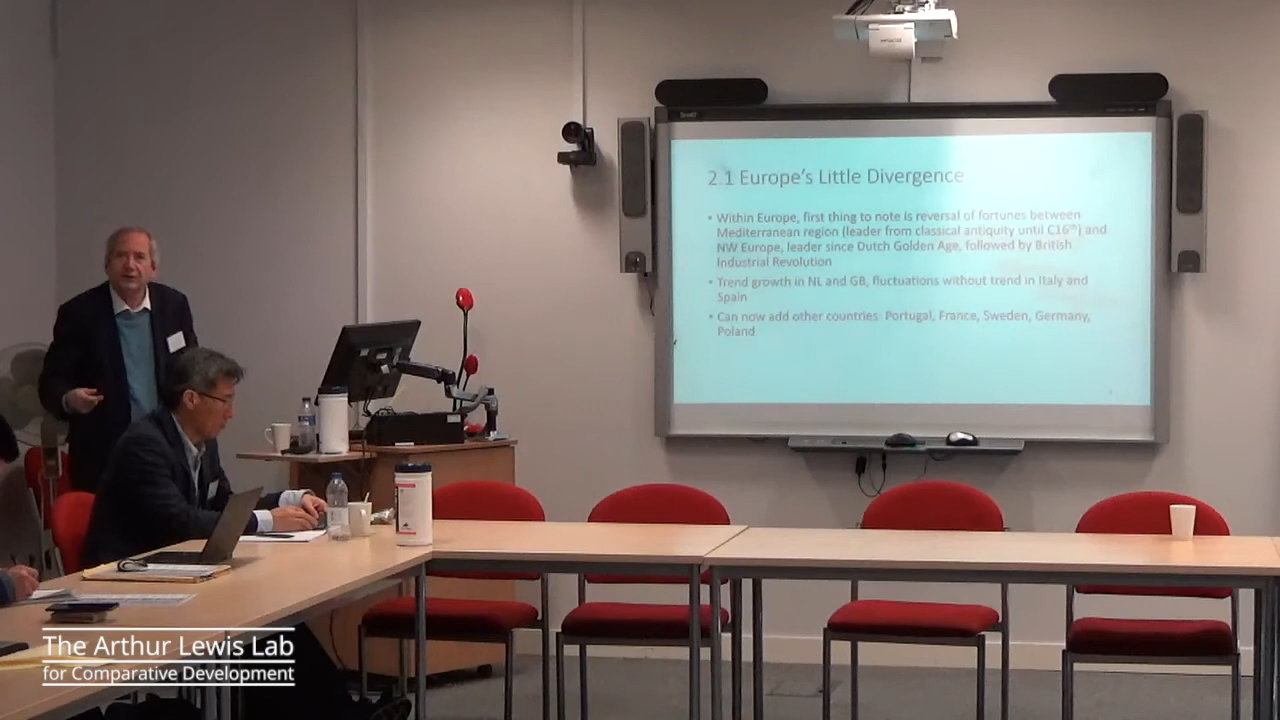 2.1 Europe's Little Divergence
• Within Europe, first thing to note is reversal of fortunes between
Mediterranean region (leader from classical antiquity until C16th) and
NW Europe, leader since Dutch Golden Age, followed by British
Industrial Revolution
• Trend growth in NL and GB, fluctuations without trend in Italy and
Spain
• Can now add other countries: Portugal, France, Sweden, Germany,
Poland
The Arthur Lewis Lab
for Comparative Development